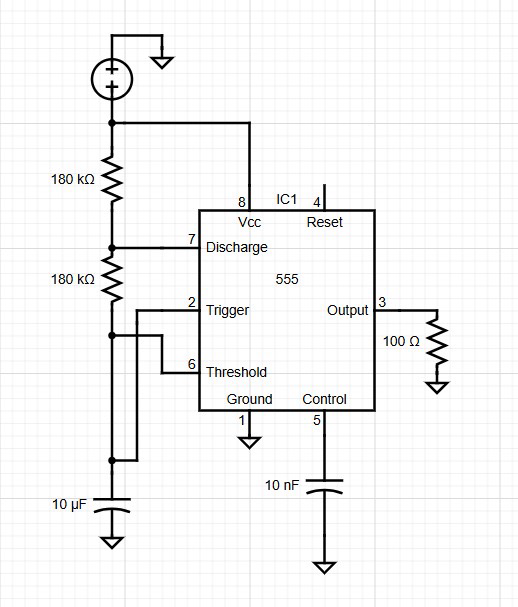 180 kΩ
8
IC1
4
Vcc
Reset
7
Discharge
180 kΩ
555
2
Trigger
Output
3
100 Ω
6
Threshold
Ground
Control
1
5
10 nF
10 µF